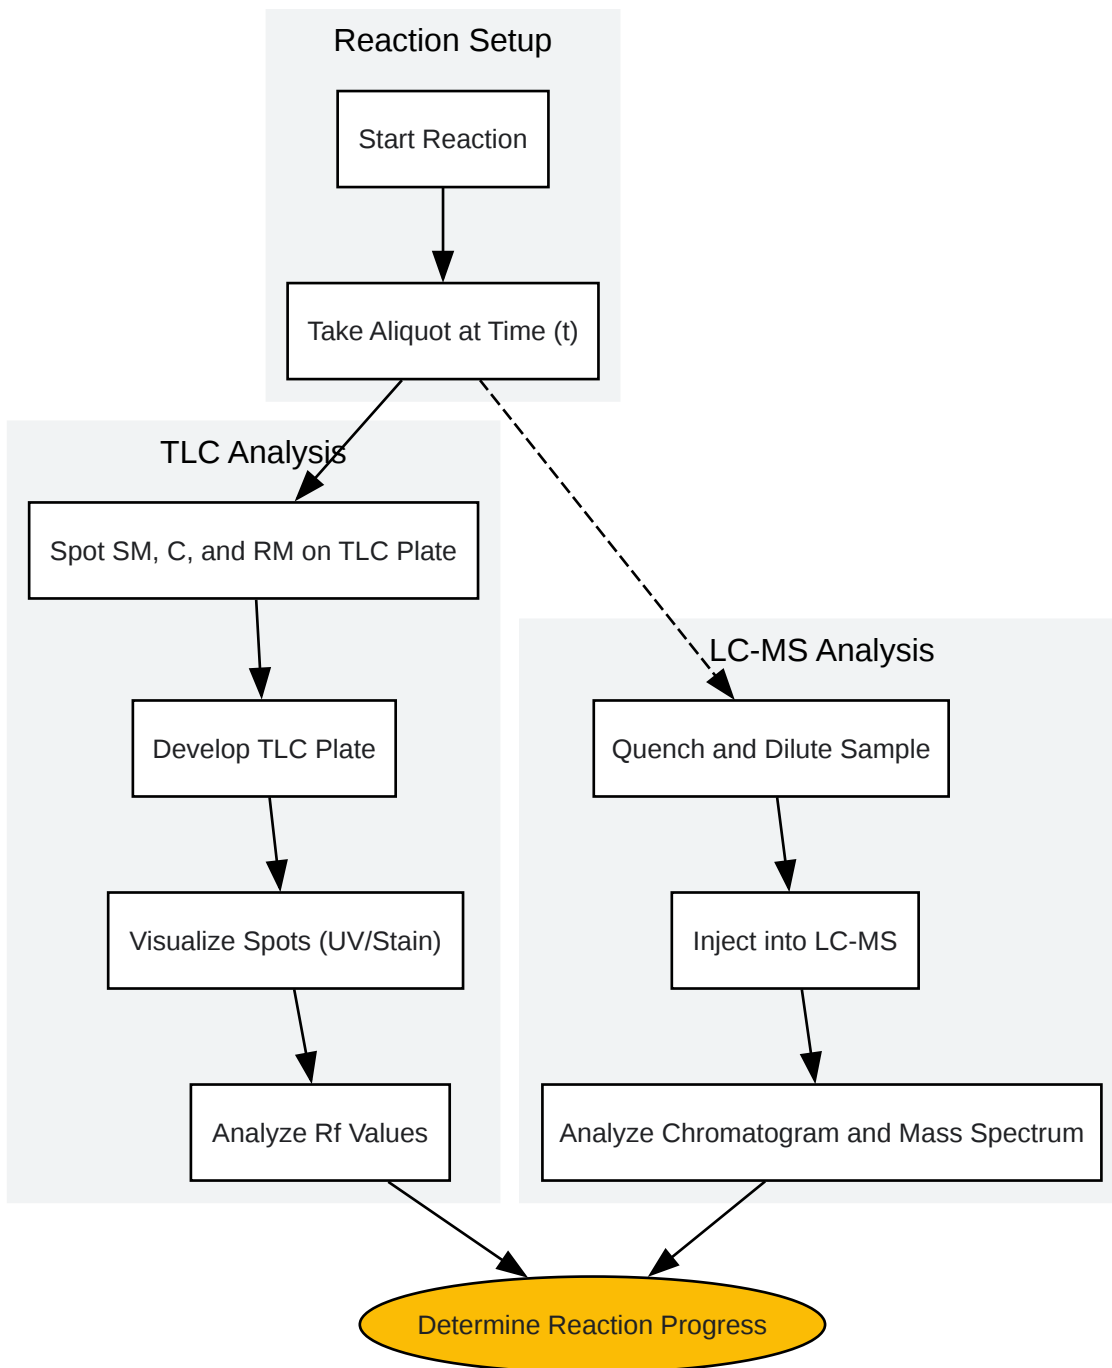 Reaction Setup
Start Reaction
Take Aliquot at Time (t)
TLC Analysis
Spot SM, C, and RM on TLC Plate
Develop TLC Plate
Visualize Spots (UV/Stain)
Analyze Rf Values
LC-MS Analysis
Quench and Dilute Sample
Inject into LC-MS
Analyze Chromatogram and Mass Spectrum
Determine Reaction Progress